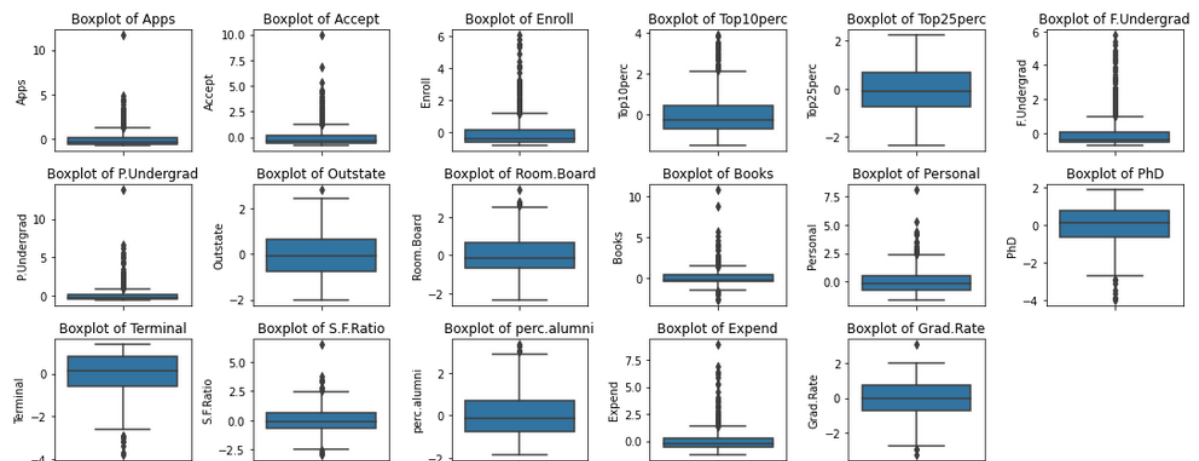 Boxplot of Apps
Boxplot of Accept
Boxplot of Enroll
Boxplot of Top10perc
Boxplot of Top25perc
Boxplot of F.Undergrad
10
5
0
Apps
10.0
7.5
5.0
2.5
0.0
Accept
6
4
2
0
Enroll
4
2
0
Top10perc
2
0
−2
Top25perc
6
4
2
0
F.Undergrad
Boxplot of P.Undergrad
Boxplot of Outstate
Boxplot of Room.Board
Boxplot of Books
Boxplot of Personal
Boxplot of PhD
10
5
0
P.Undergrad
2
0
−2
Outstate
2
0
−2
Room.Board
10
5
0
Books
7.5
5.0
2.5
0.0
Personal
2
0
−2
−4
PhD
Boxplot of Terminal
Boxplot of S.F.Ratio
Boxplot of perc.alumni
Boxplot of Expend
Boxplot of Grad.Rate
0
−2
−4
Terminal
5.0
2.5
0.0
−2.5
S.F.Ratio
2
0
−2
perc.alumni
7.5
5.0
2.5
0.0
Expend
2
0
−2
Grad.Rate